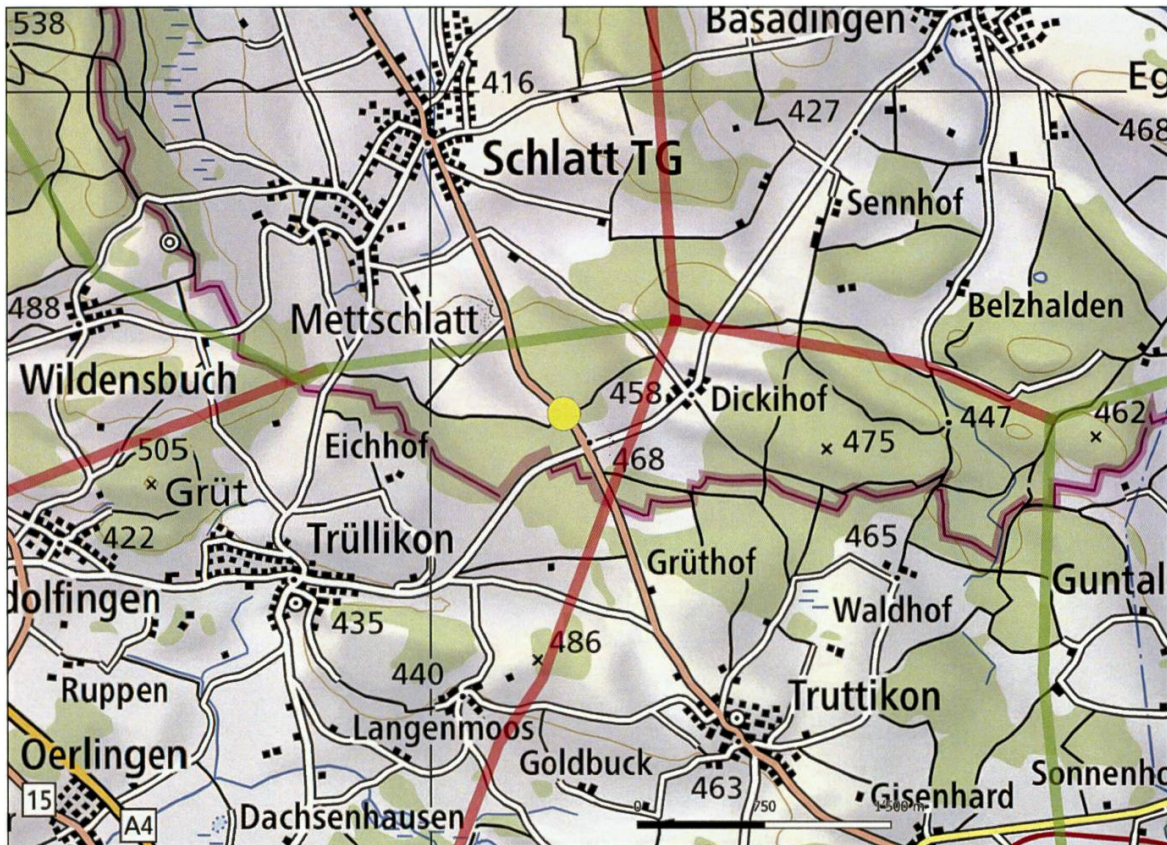 538
Basadingen
416
Eg
427
468
Schlatt TG
Sennhof
488
Mettschlatt
Belzhalden
Wildensbuch
458
Dickihof
447
462
505
Eichhof
475
Grüt
468
422
Trüllikon
465
Grüthof
Guntal
dolfingen
435
Waldhof
486
440
Ruppen
Truttikon
Langenmoos
Oerlingen
Goldbuck
463
Sonnenho
15
Gisenhard
0 750 1'500 m
A4
Dachsenhausen
r